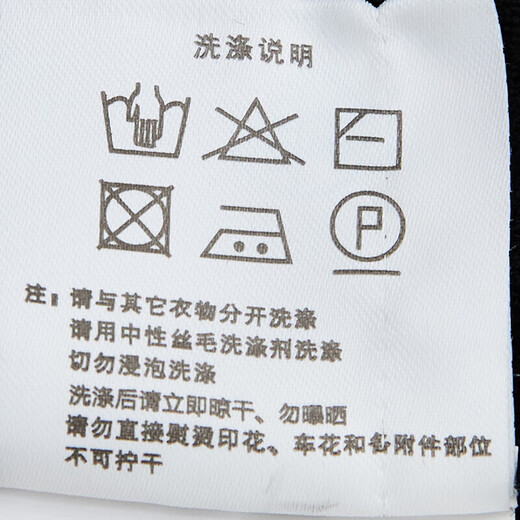 洗涤说明
P
注：请与其它衣物分开洗涤
请用中性丝毛洗涤剂洗涤
切勿浸泡洗涤
洗涤后请立即晾干、勿曝晒
请勿直接熨烫印花、车花和各附件部位
不可拧干